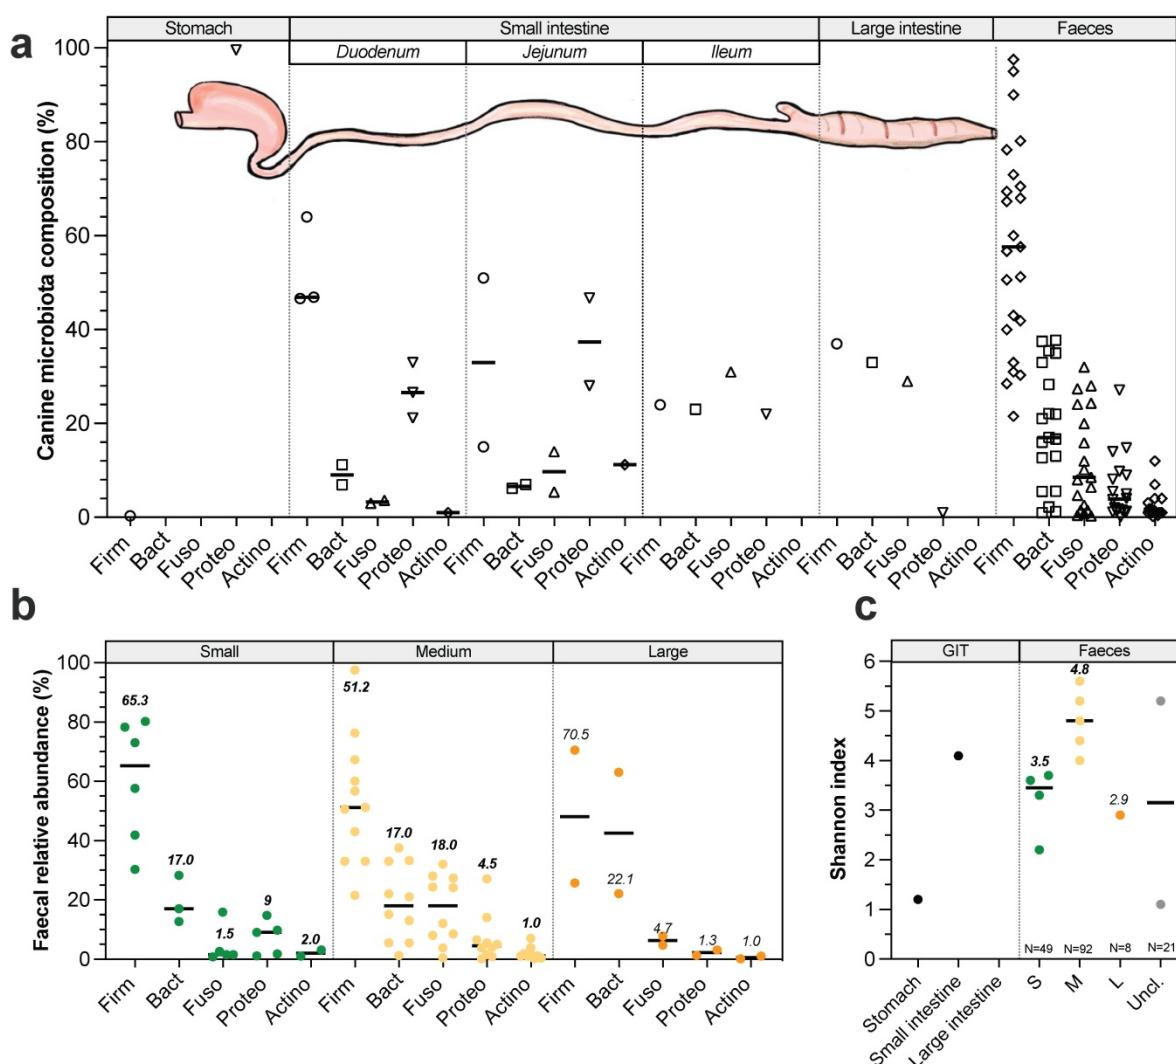 a
Stomach Small intestine Large intestine Faeces
Duodenum Jejunum Ileum
Canine microbiota composition (%)
100
80
60
40
20
0
Firm Bact Fuso Proteo Actino Firm Bact Fuso Proteo Actino Firm Bact Fuso Proteo Actino Firm Bact Fuso Proteo Actino Firm Bact Fuso Proteo Actino Firm Bact Fuso Proteo Actino
b
Small Medium Large
Faecal relative abundance (%)
100
80
60
40
20
0
65.3 17.0 1.5 9 2.0
51.2 17.0 18.0 4.5 1.0
70.5 22.1 4.7 1.3 1.0
Firm Bact Fuso Proteo Actino Firm Bact Fuso Proteo Actino Firm Bact Fuso Proteo Actino
c
GIT Faeces
Shannon index
6
5
4
3
2
1
0
3.5 4.8 2.9
N=49 N=92 N=8 N=21
Stomach Small intestine Large intestine S M L Uncl.